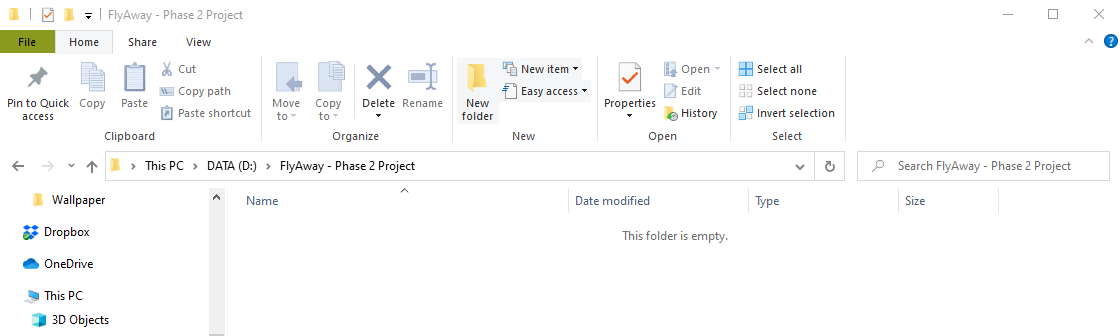 FlyAway - Phase 2 Project
File Home Share View
Pin to Quick access
Copy
Paste
Cut
Copy path
Paste shortcut
Clipboard
Move to
Copy to
Delete
Rename
Organize
New folder
New item
Easy access
New
Properties
Open
Edit
History
Open
Select all
Select none
Invert selection
Select
This PC DATA (D:) FlyAway - Phase 2 Project
Search FlyAway - Phase 2 Project
Wallpaper
Dropbox
OneDrive
This PC
3D Objects
Name Date modified Type Size
This folder is empty.